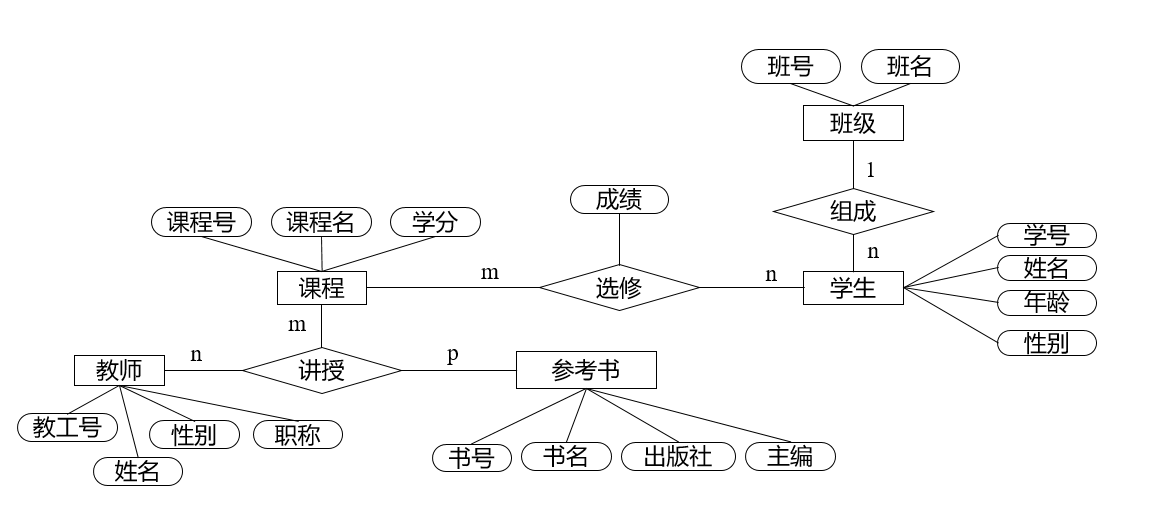 班号 班名
班级
l
组成
n
成绩
课程号 课程名 学分
课程
m
选修
n
学生
学号
姓名
年龄
性别
m
讲授
n
教师
p
参考书
教工号
姓名
性别
职称
书号 书名 出版社 主编